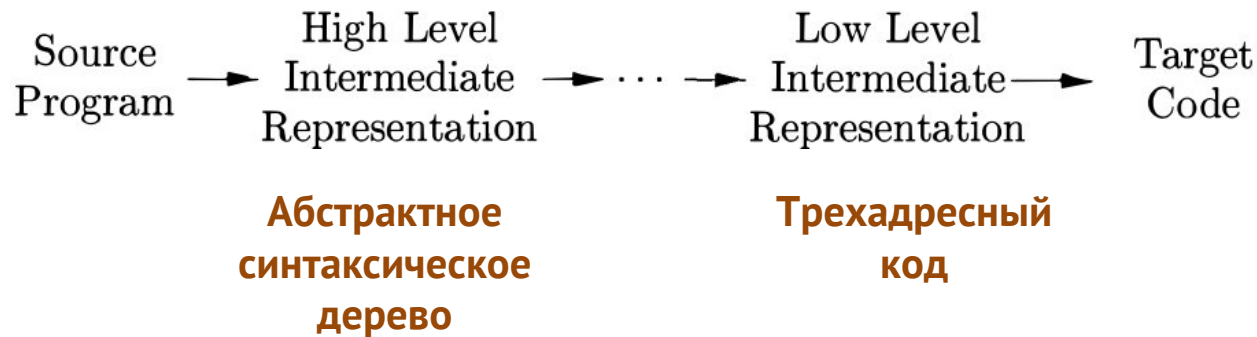 Source
Program
High Level
Intermediate
Representation
···
Low Level
Intermediate
Representation
Target
Code
Абстрактное
синтаксическое
дерево
Трехадресный
код